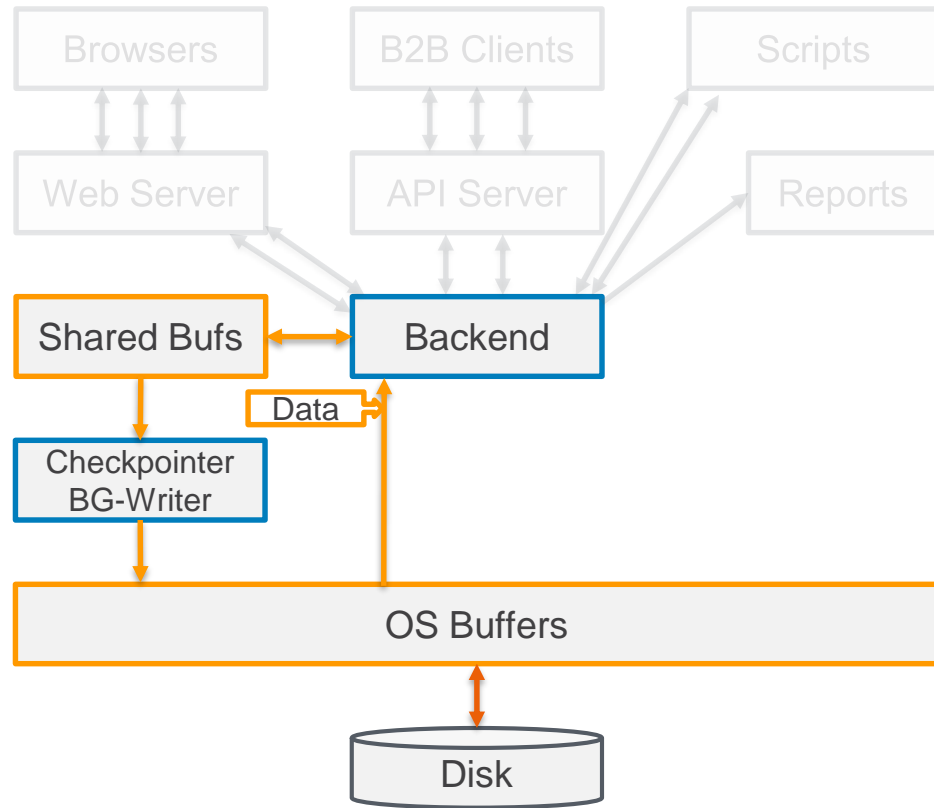 Browsers
B2B Clients
Scripts
Web Server
API Server
Reports
Shared Bufs
Backend
Data
Checkpointer
BG-Writer
OS Buffers
Disk